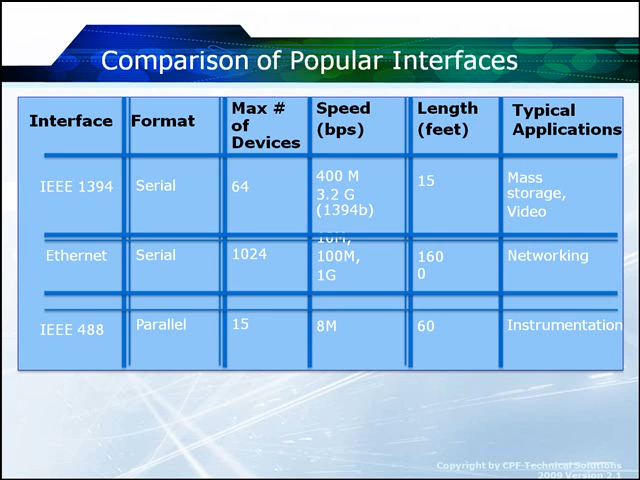 Comparison of Popular Interfaces
Interface Format Max # of Devices Speed (bps) Length (feet) Typical Applications
IEEE 1394 Serial 64 400 M 3.2 G (1394b) 15 Mass storage, Video
Ethernet Serial 1024 10M, 100M, 1G 1600 Networking
IEEE 488 Parallel 15 8M 60 Instrumentation
Copyright by CPF Technical Solutions
2009 Version 2.1